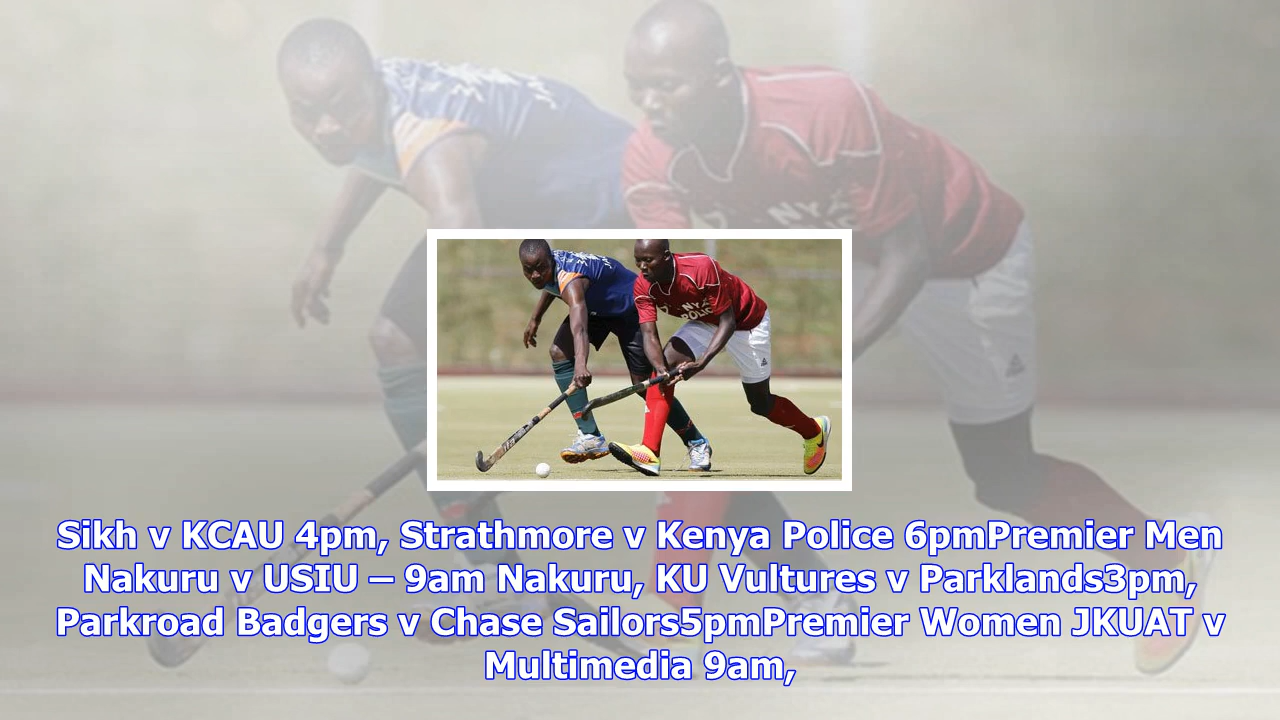 Sikh v KCAU 4pm, Strathmore v Kenya Police 6pmPremier Men
Nakuru v USIU – 9am Nakuru, KU Vultures v Parklands3pm,
Parkroad Badgers v Chase Sailors5pmPremier Women JKUAT v
Multimedia 9am,